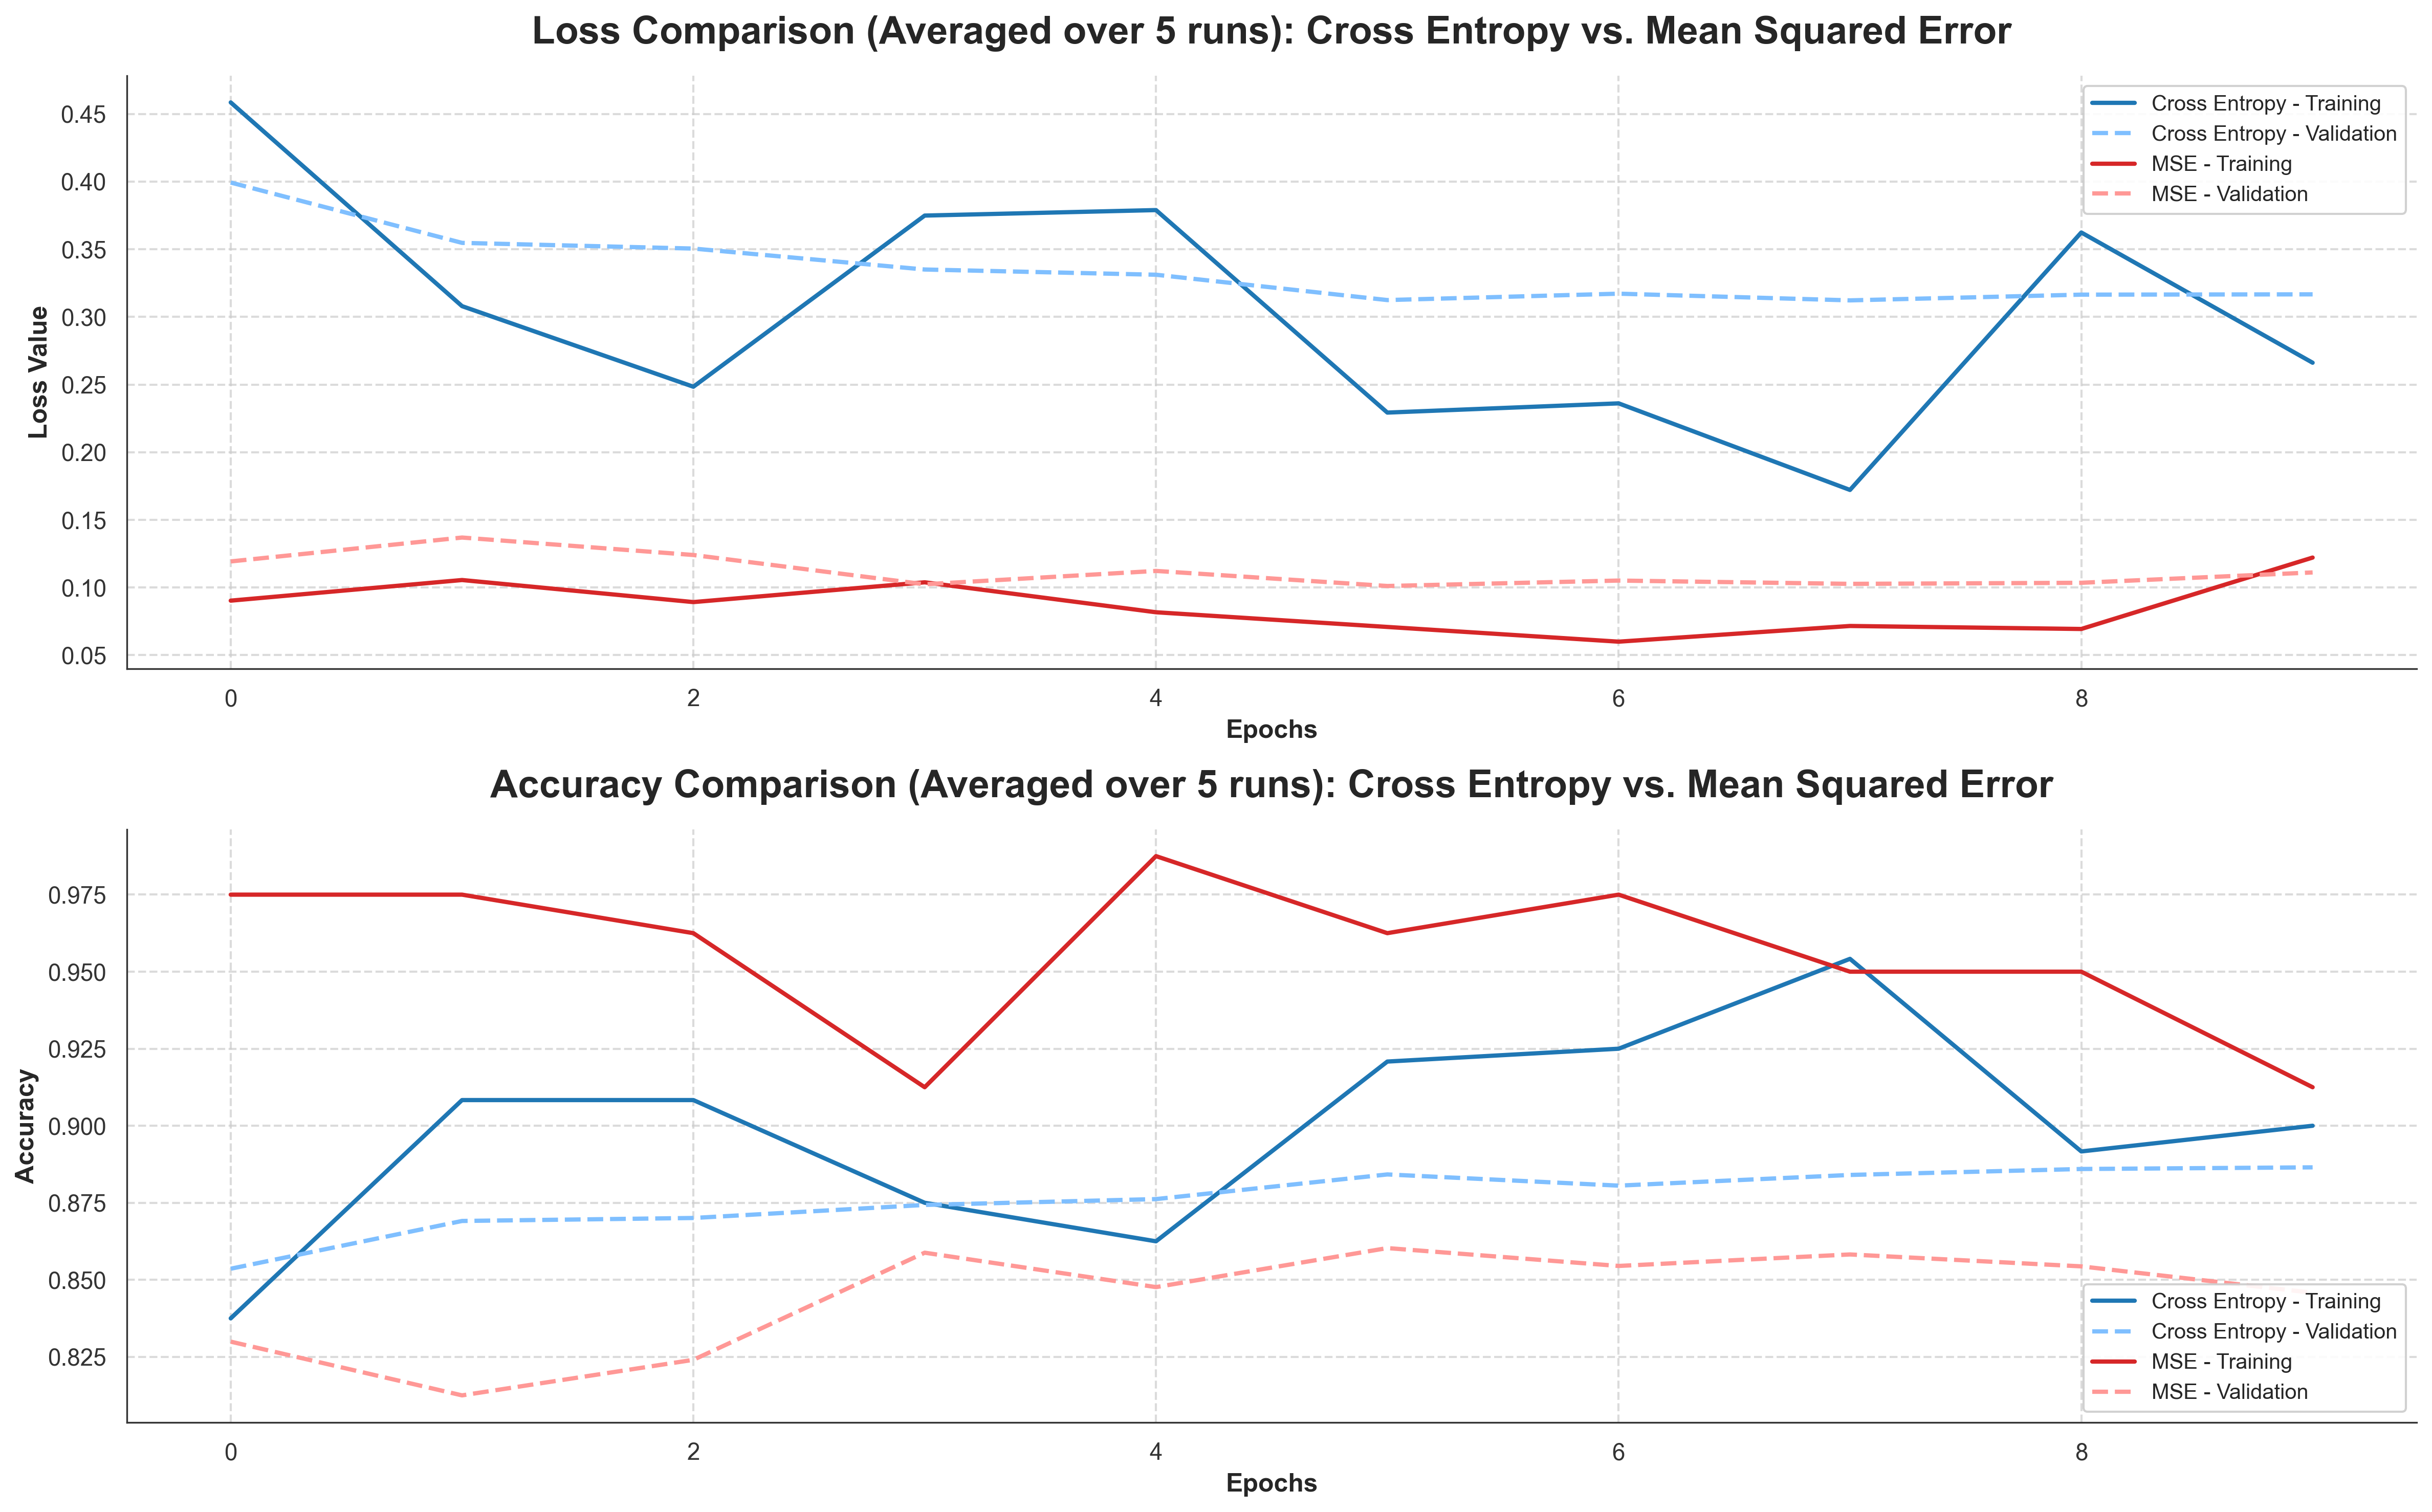 Loss Comparison (Averaged over 5 runs): Cross Entropy vs. Mean Squared Error
Loss Value
0.45
0.40
0.35
0.30
0.25
0.20
0.15
0.10
0.05
Cross Entropy - Training
Cross Entropy - Validation
MSE - Training
MSE - Validation
0 2 4 6 8
Epochs
Accuracy Comparison (Averaged over 5 runs): Cross Entropy vs. Mean Squared Error
Accuracy
0.975
0.950
0.925
0.900
0.875
0.850
0.825
Cross Entropy - Training
Cross Entropy - Validation
MSE - Training
MSE - Validation
0 2 4 6 8
Epochs